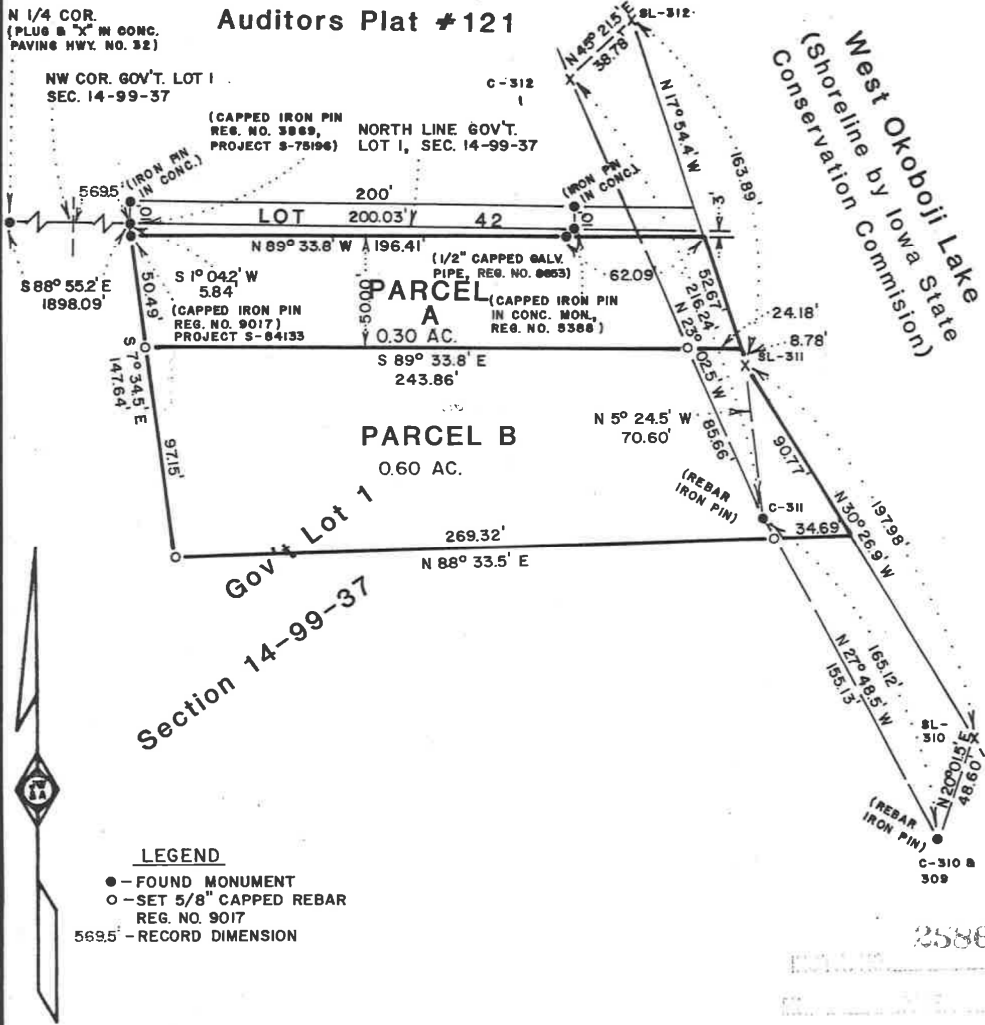 N 1/4 COR.
(PLUG & "X" IN CONC.
PAVING HWY. NO. 32)
Auditors Plat #121
NW COR. GOV'T. LOT 1
SEC. 14-99-37
(CAPPED IRON PIN
REG. NO. 3869,
PROJECT S-75196)
NORTH LINE GOV'T.
LOT 1, SEC. 14-99-37
C-312
N 45° 21.5' E
38.78'
SL-312
West Okoboji Lake
(Shoreline by Iowa State
Conservation Commision)
N 17° 54.4' W
163.89'
(IRON PIN
IN CONC.)
(IRON PIN
IN CONC.)
569.5'
200'
10'
10'
3'
LOT 200.03' 42
N 89° 33.8' W 196.41'
S 88° 55.2' E
1898.09'
S 1° 04.2' W
5.84'
(CAPPED IRON PIN
REG. NO. 9017)
PROJECT S-84133
(1/2" CAPPED GALV.
PIPE, REG. NO. 8653)
(CAPPED IRON PIN
IN CONC. MON.,
REG. NO. 5388)
62.09'
50.49'
50.00'
PARCEL
A
0.30 AC.
S 89° 33.8' E
243.86'
52.67'
216.24'
N 23° 02.5' W
24.18'
8.78'
SL-311
S 7° 34.5' E
147.64'
97.15'
PARCEL B
0.60 AC.
N 5° 24.5' W
70.60'
85.66'
90.77'
N 30° 26.9' W
197.98'
(REBAR
IRON PIN)
C-311
34.69'
269.32'
N 88° 33.5' E
Gov't Lot 1
Section 14-99-37
N 27° 48.5' W
155.13'
165.12'
SL-
310
N 20° 01.5' E
48.60'
(REBAR
IRON PIN)
C-310 &
309
LEGEND
● - FOUND MONUMENT
○ - SET 5/8" CAPPED REBAR
REG. NO. 9017
569.5' - RECORD DIMENSION
2586